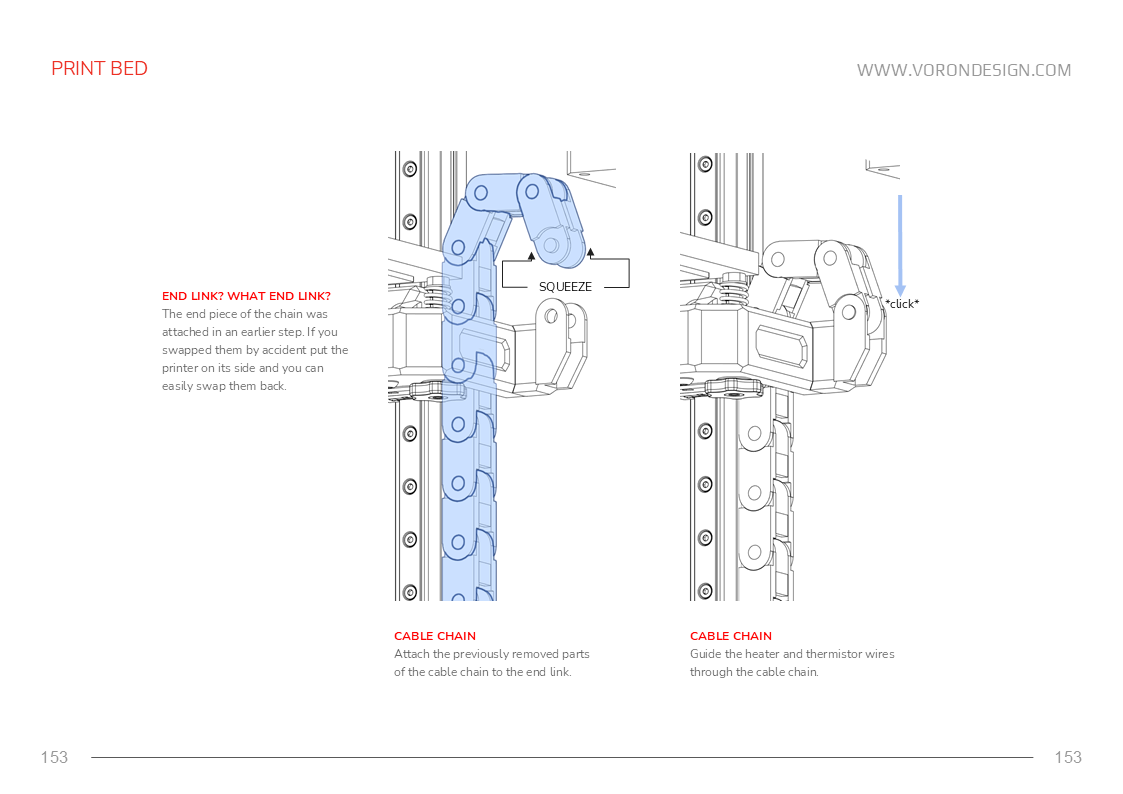 PRINT BED
WWW.VORONDESIGN.COM
END LINK? WHAT END LINK?
The end piece of the chain was
attached in an earlier step. If you
swapped them by accident put the
printer on its side and you can
easily swap them back.
SQUEEZE
*click*
CABLE CHAIN
Attach the previously removed parts
of the cable chain to the end link.
CABLE CHAIN
Guide the heater and thermistor wires
through the cable chain.
153
153